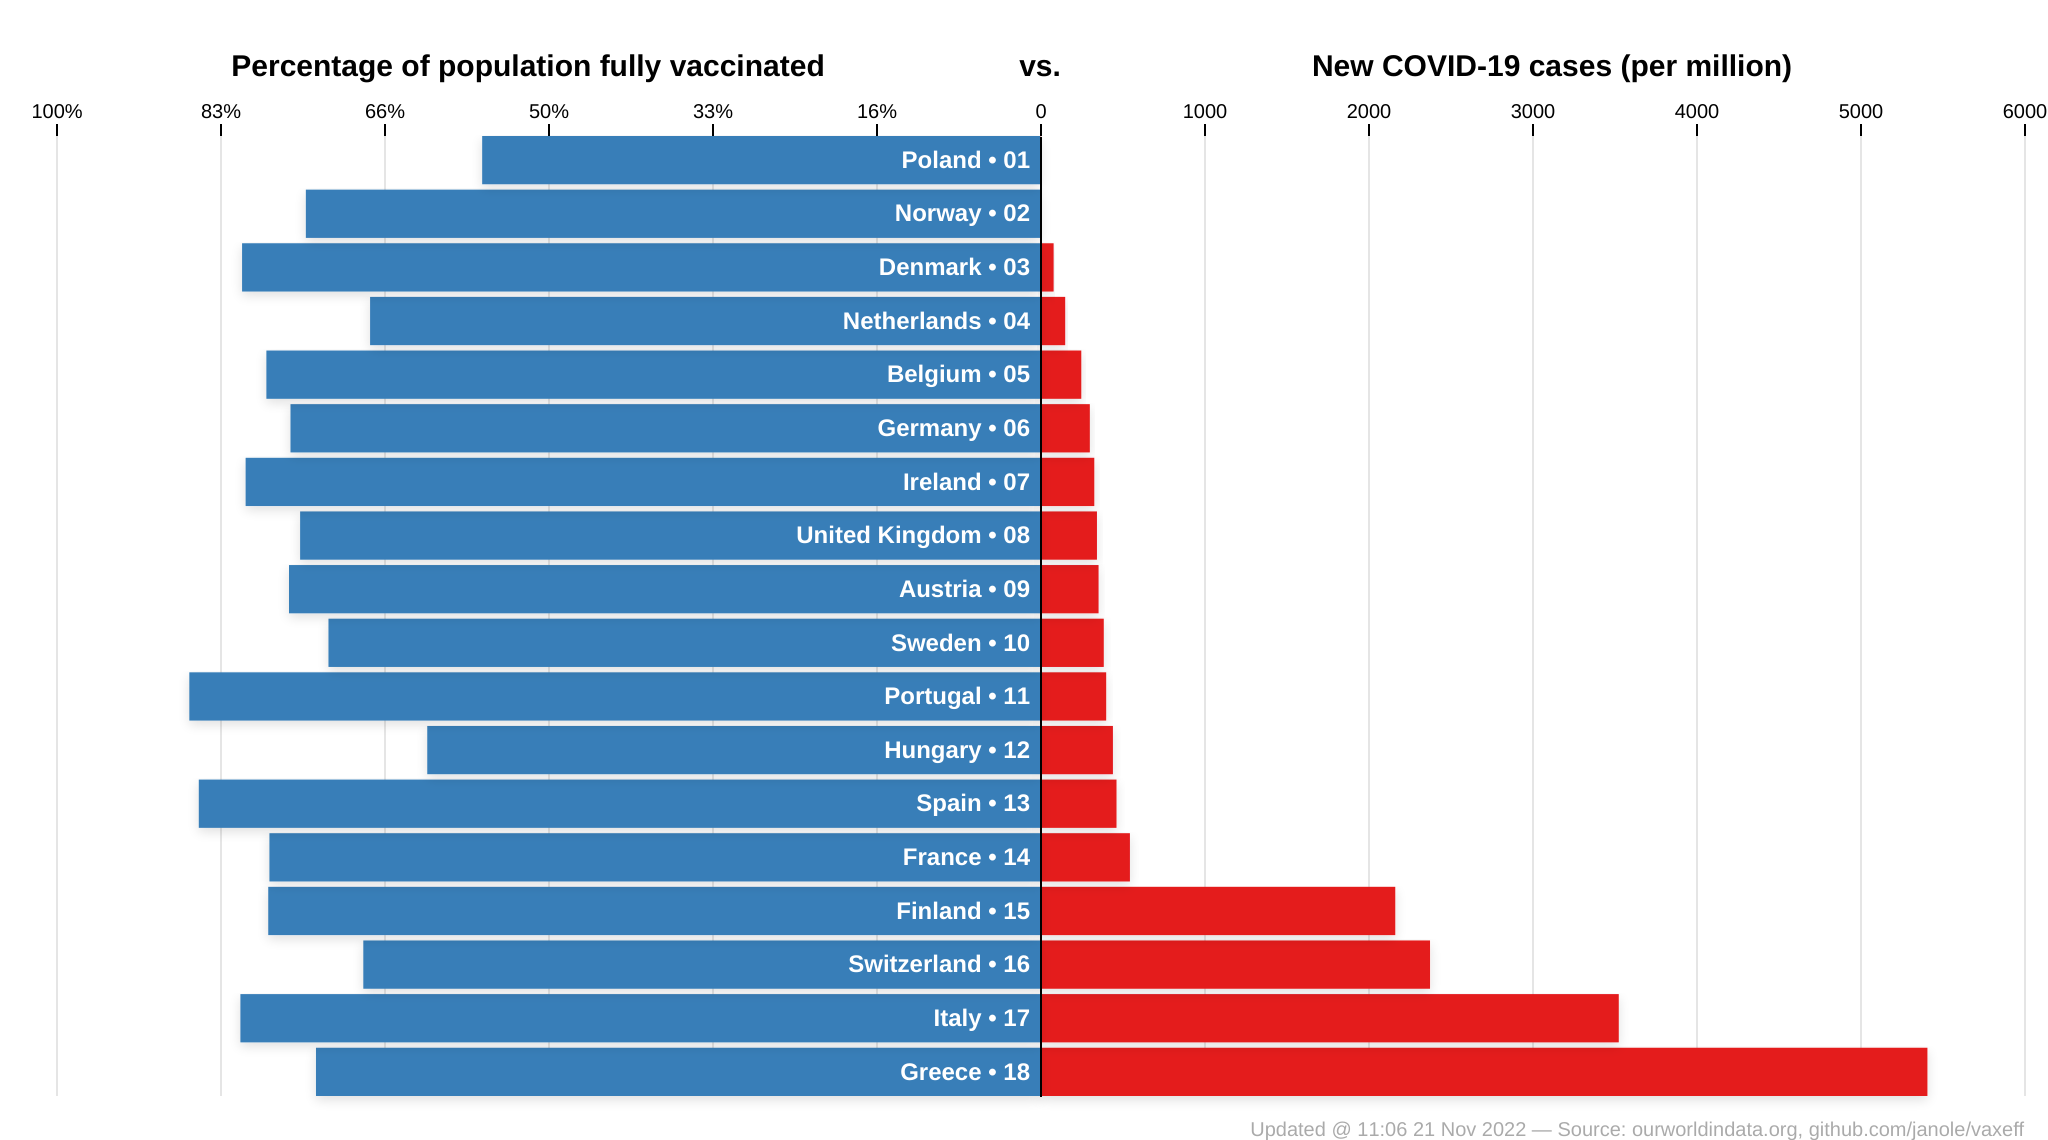 Percentage of population fully vaccinated vs. New COVID-19 cases (per million)
100% 83% 66% 50% 33% 16% 0 1000 2000 3000 4000 5000 6000
Poland • 01
Norway • 02
Denmark • 03
Netherlands • 04
Belgium • 05
Germany • 06
Ireland • 07
United Kingdom • 08
Austria • 09
Sweden • 10
Portugal • 11
Hungary • 12
Spain • 13
France • 14
Finland • 15
Switzerland • 16
Italy • 17
Greece • 18
Updated @ 11:06 21 Nov 2022 — Source: ourworldindata.org, github.com/janole/vaxeff